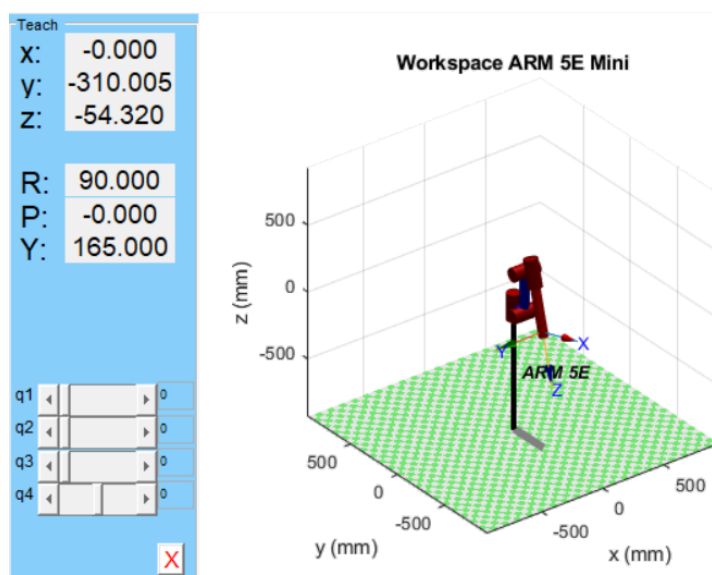 Teach
x: -0.000
y: -310.005
z: -54.320
R: 90.000
P: -0.000
Y: 165.000
q1 0
q2 0
q3 0
q4 0
X
Workspace ARM 5E Mini
z (mm)
500
0
-500
X
Y
Z
ARM 5E
500
0
-500
y (mm)
-500
0
500
x (mm)